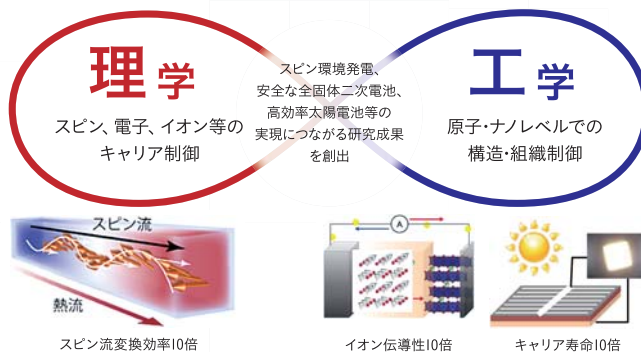 理学
スピン、電子、イオン等の
キャリア制御
スピン環境発電、
安全な全固体二次電池、
高効率太陽電池等の
実現につながる研究成果
を創出
工学
原子・ナノレベルでの
構造・組織制御
スピン流
熱流
A
スピン流変換効率10倍
イオン伝導性10倍
キャリア寿命10倍